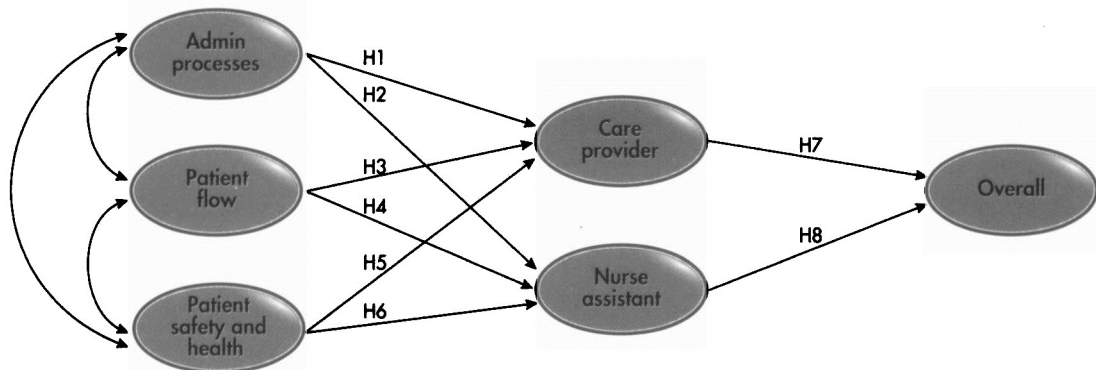 Admin
processes
H1
H2
Care
provider
H7
Patient
flow
H3
H4
Overall
H8
H5
Nurse
assistant
Patient
safety and
health
H6